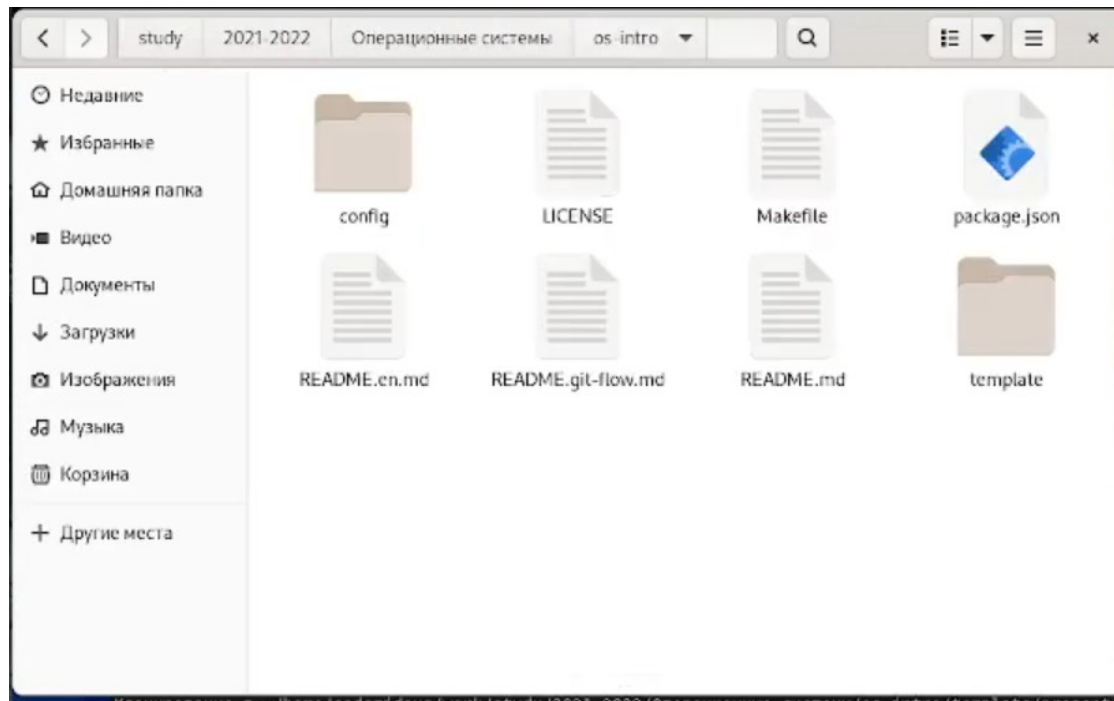 study 2021-2022 Операционные системы os-intro
Недавние
Избранные
Домашняя папка
Видео
Документы
Загрузки
Изображения
Музыка
Корзина
Другие места
config LICENSE Makefile package.json
README.en.md README.git-flow.md README.md template